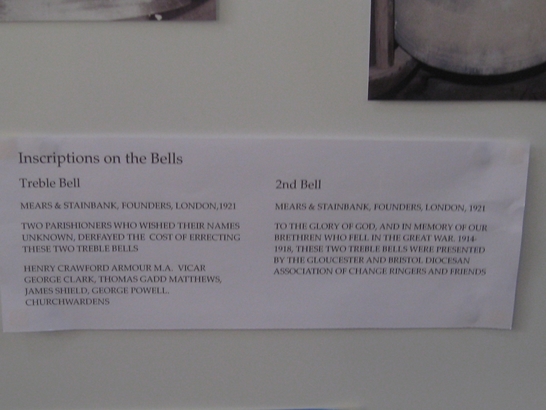 Inscriptions on the Bells
Treble Bell
MEARS & STAINBANK, FOUNDERS, LONDON,1921
TWO PARISHIONERS WHO WISHED THEIR NAMES
UNKNOWN, DEFRAYED THE COST OF ERRECTING
THESE TWO TREBLE BELLS
HENRY CRAWFORD ARMOUR M.A. VICAR
GEORGE CLARK, THOMAS GADD MATTHEWS,
JAMES SHIELD, GEORGE POWELL.
CHURCHWARDENS
2nd Bell
MEARS & STAINBANK, FOUNDERS, LONDON, 1921
TO THE GLORY OF GOD, AND IN MEMORY OF OUR
BRETHREN WHO FELL IN THE GREAT WAR. 1914-
1918, THESE TWO TREBLE BELLS WERE PRESENTED
BY THE GLOUCESTER AND BRISTOL DIOCESAN
ASSOCIATION OF CHANGE RINGERS AND FRIENDS